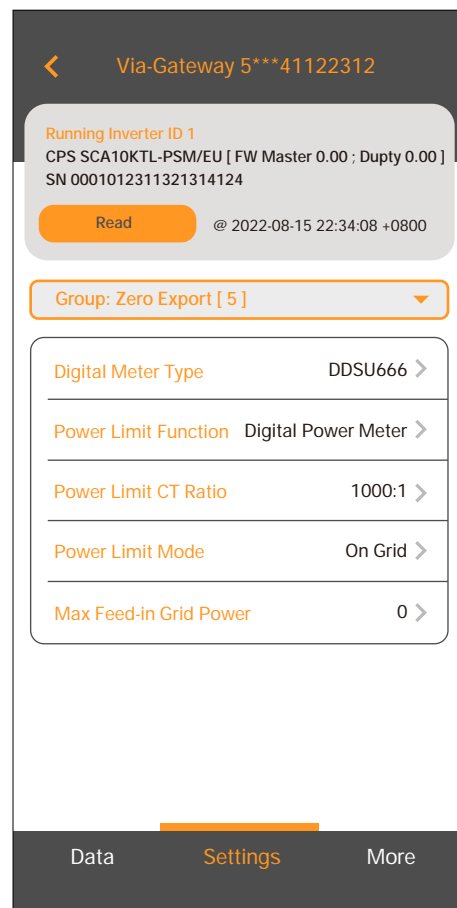 Via-Gateway 5***41122312
Running Inverter ID 1
CPS SCA10KTL-PSM/EU [ FW Master 0.00 ; Dupty 0.00 ]
SN 0001012311321314124
Read @ 2022-08-15 22:34:08 +0800
Group: Zero Export [ 5 ]
Digital Meter Type DDSU666
Power Limit Function Digital Power Meter
Power Limit CT Ratio 1000:1
Power Limit Mode On Grid
Max Feed-in Grid Power 0
Data Settings More